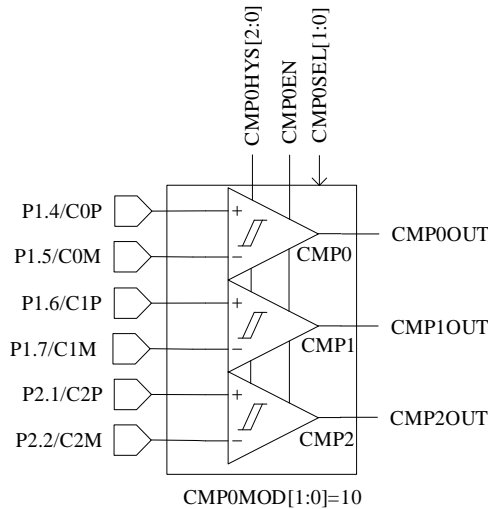 CMP0HYS[2:0]
CMP0EN
CMP0SEL[1:0]
P1.4/C0P
+
CMP0OUT
P1.5/C0M
−
CMP0
P1.6/C1P
+
CMP1OUT
P1.7/C1M
−
CMP1
P2.1/C2P
+
CMP2OUT
P2.2/C2M
−
CMP2
CMP0MOD[1:0]=10